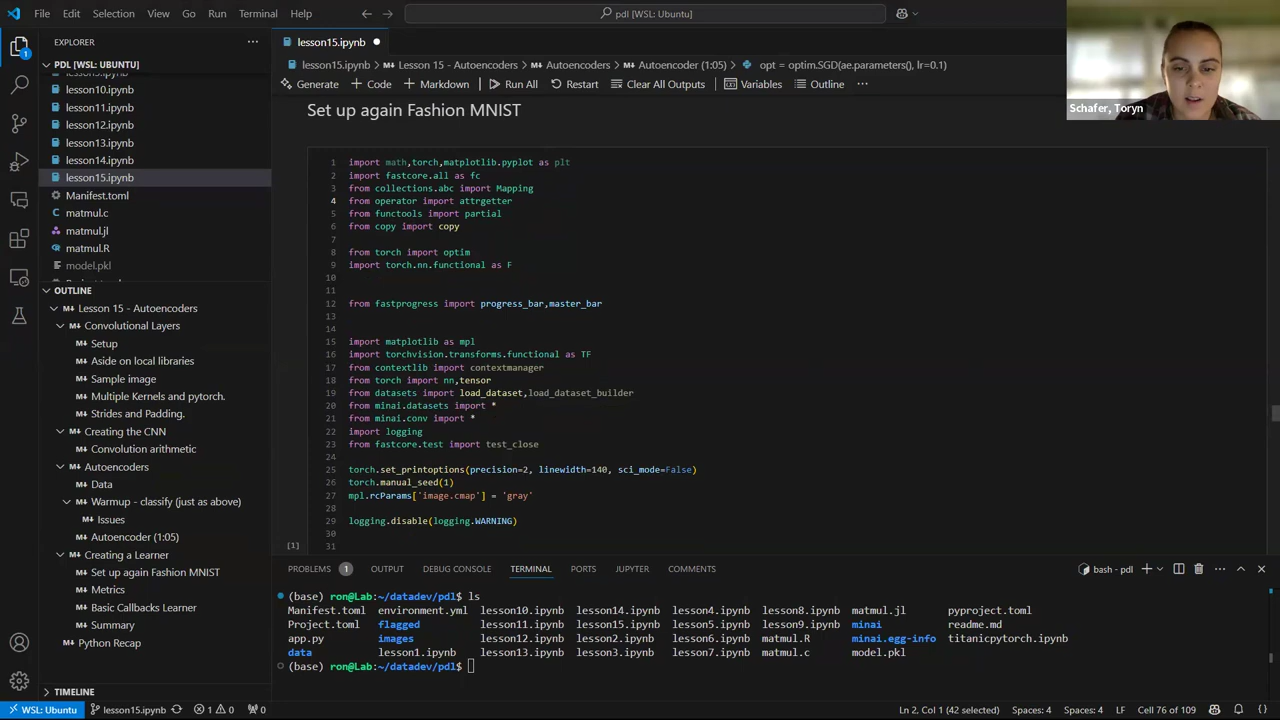 File Edit Selection View Go Run Terminal Help
pdl [WSL: Ubuntu]
Schafer, Toryn
EXPLORER
PDL [WSL: UBUNTU]
lesson10.ipynb
lesson11.ipynb
lesson12.ipynb
lesson13.ipynb
lesson14.ipynb
lesson15.ipynb
Manifest.toml
matmul.c
matmul.jl
matmul.R
model.pkl
OUTLINE
Lesson 15 - Autoencoders
Convolutional Layers
Setup
Aside on local libraries
Sample image
Multiple Kernels and pytorch.
Strides and Padding.
Creating the CNN
Convolution arithmetic
Autoencoders
Data
Warmup - classify (just as above)
Issues
Autoencoder (1:05)
Creating a Learner
Set up again Fashion MNIST
Metrics
Basic Callbacks Learner
Summary
Python Recap
TIMELINE
lesson15.ipynb
lesson15.ipynb > Lesson 15 - Autoencoders > Autoencoders > Autoencoder (1:05) > opt = optim.SGD(ae.parameters(), lr=0.1)
Generate + Code + Markdown Run All Restart Clear All Outputs Variables Outline ...
Set up again Fashion MNIST
1 import math,torch,matplotlib.pyplot as plt
2 import fastcore.all as fc
3 from collections.abc import Mapping
4 from operator import attrgetter
5 from functools import partial
6 from copy import copy
7
8 from torch import optim
9 import torch.nn.functional as F
10
11
12 from fastprogress import progress_bar,master_bar
13
14
15 import matplotlib as mpl
16 import torchvision.transforms.functional as TF
17 from contextlib import contextmanager
18 from torch import nn,tensor
19 from datasets import load_dataset,load_dataset_builder
20 from minai.datasets import *
21 from minai.conv import *
22 import logging
23 from fastcore.test import test_close
24
25 torch.set_printoptions(precision=2, linewidth=140, sci_mode=False)
26 torch.manual_seed(1)
27 mpl.rcParams['image.cmap'] = 'gray'
28
29 logging.disable(logging.WARNING)
30
31
[1]
PROBLEMS 1 OUTPUT DEBUG CONSOLE TERMINAL PORTS JUPYTER COMMENTS
bash - pdl
(base) ron@Lab:~/datadev/pdl$ ls
Manifest.toml environment.yml lesson10.ipynb lesson14.ipynb lesson4.ipynb lesson8.ipynb matmul.jl pyproject.toml
Project.toml flagged lesson11.ipynb lesson15.ipynb lesson5.ipynb lesson9.ipynb minai readme.md
app.py images lesson12.ipynb lesson2.ipynb lesson6.ipynb matmul.R minai.egg-info titanicpytorch.ipynb
data lesson1.ipynb lesson13.ipynb lesson3.ipynb lesson7.ipynb matmul.c model.pkl
(base) ron@Lab:~/datadev/pdl$
WSL: Ubuntu lesson15.ipynb 1 0 0 Ln 2, Col 1 (42 selected) Spaces: 4 Spaces: 4 LF Cell 76 of 109